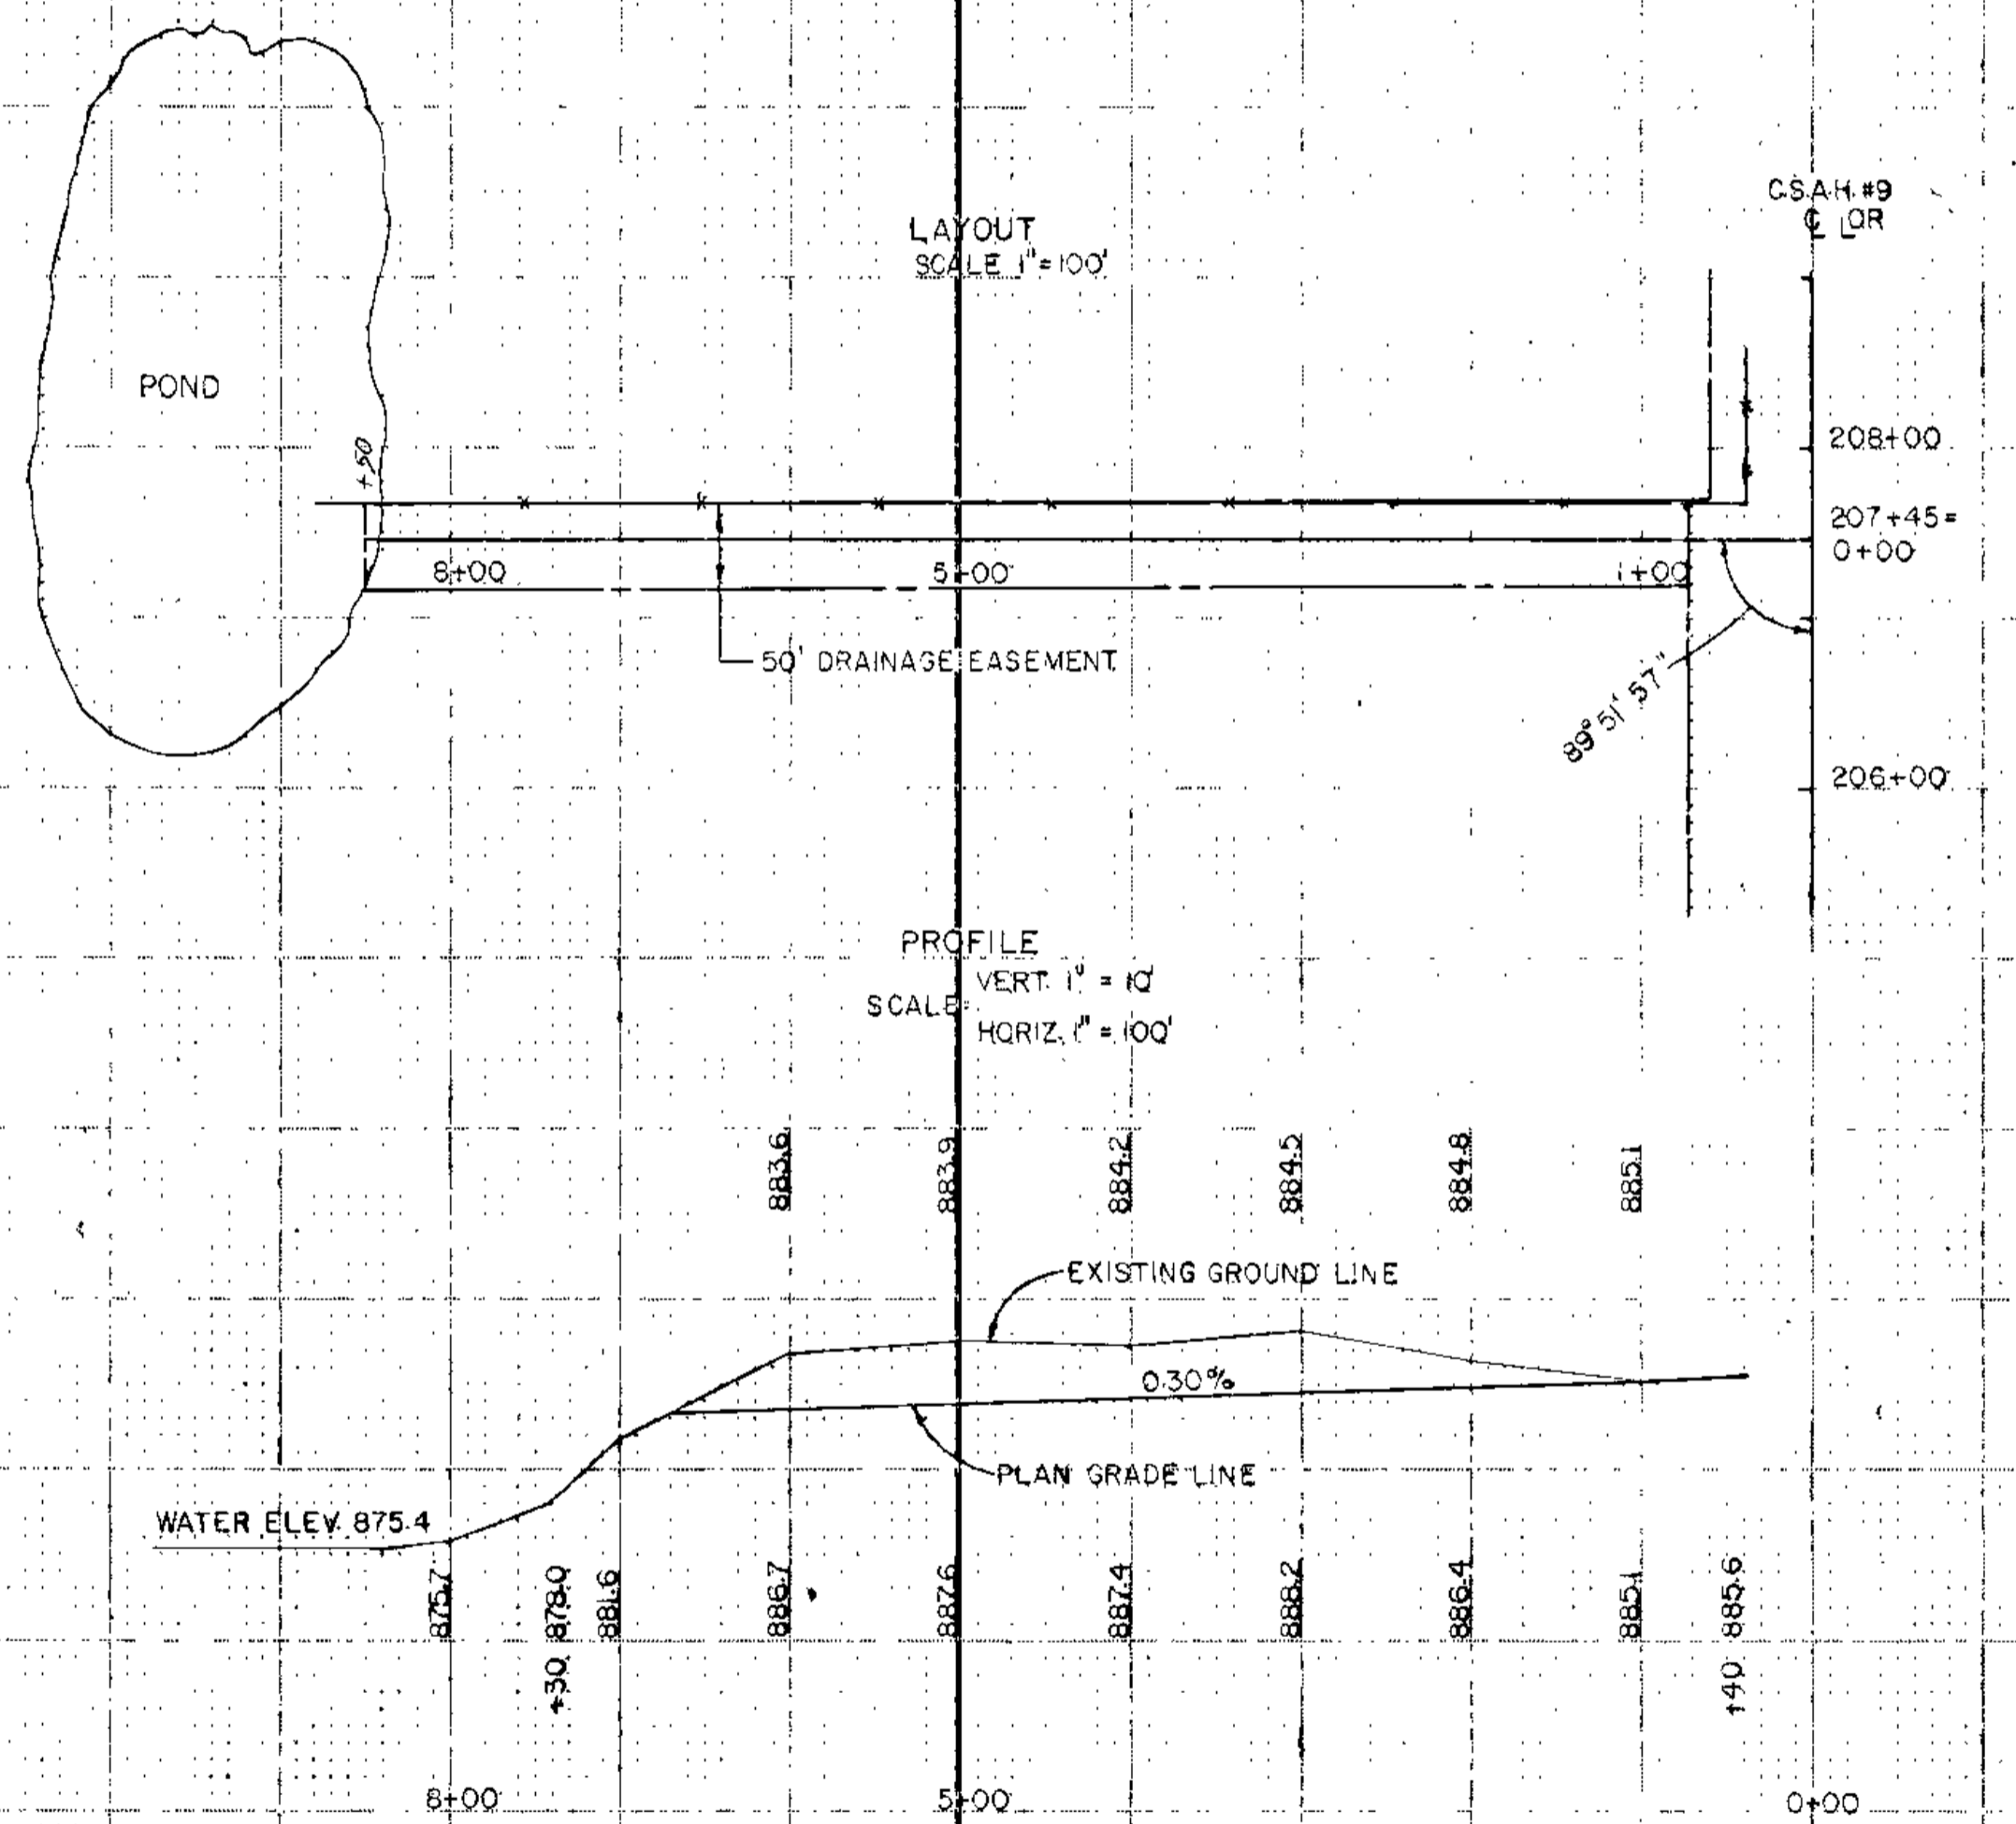 C.S.A.H. #9
℄ LQR
LAYOUT
SCALE 1" = 100'
POND
+50
208+00
207+45 =
0+00
8+00
5+00
1+00
50' DRAINAGE EASEMENT
89° 51' 57"
206+00
PROFILE
VERT. 1" = 10'
SCALE
HORIZ. 1" = 100'
883.6
883.9
884.2
884.5
884.8
885.1
EXISTING GROUND LINE
0.30%
PLAN GRADE LINE
WATER ELEV. 875.4
875.7
+30 878.0
881.6
886.7
887.6
887.4
888.2
886.4
885.1
+40 885.6
8+00
5+00
0+00